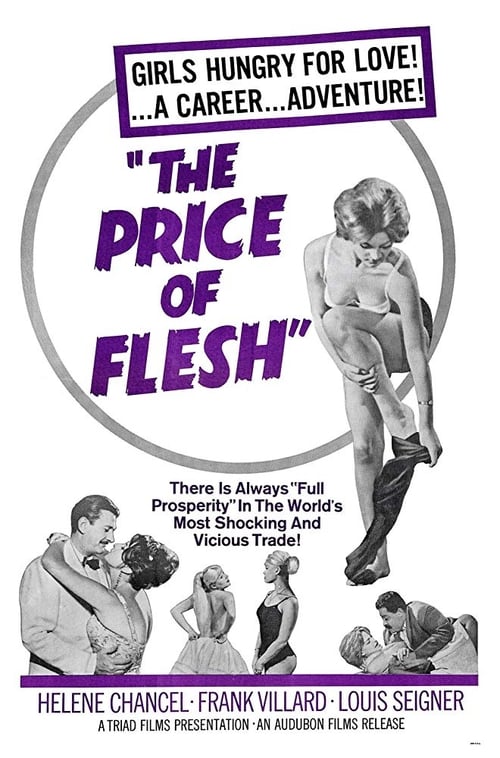 GIRLS HUNGRY FOR LOVE!
...A CAREER...ADVENTURE!
"THE
PRICE
OF
FLESH"
There Is Always "Full
Prosperity" In The World's
Most Shocking And
Vicious Trade!
HELENE CHANCEL · FRANK VILLARD · LOUIS SEIGNER
A TRIAD FILMS PRESENTATION · AN AUDUBON FILMS RELEASE